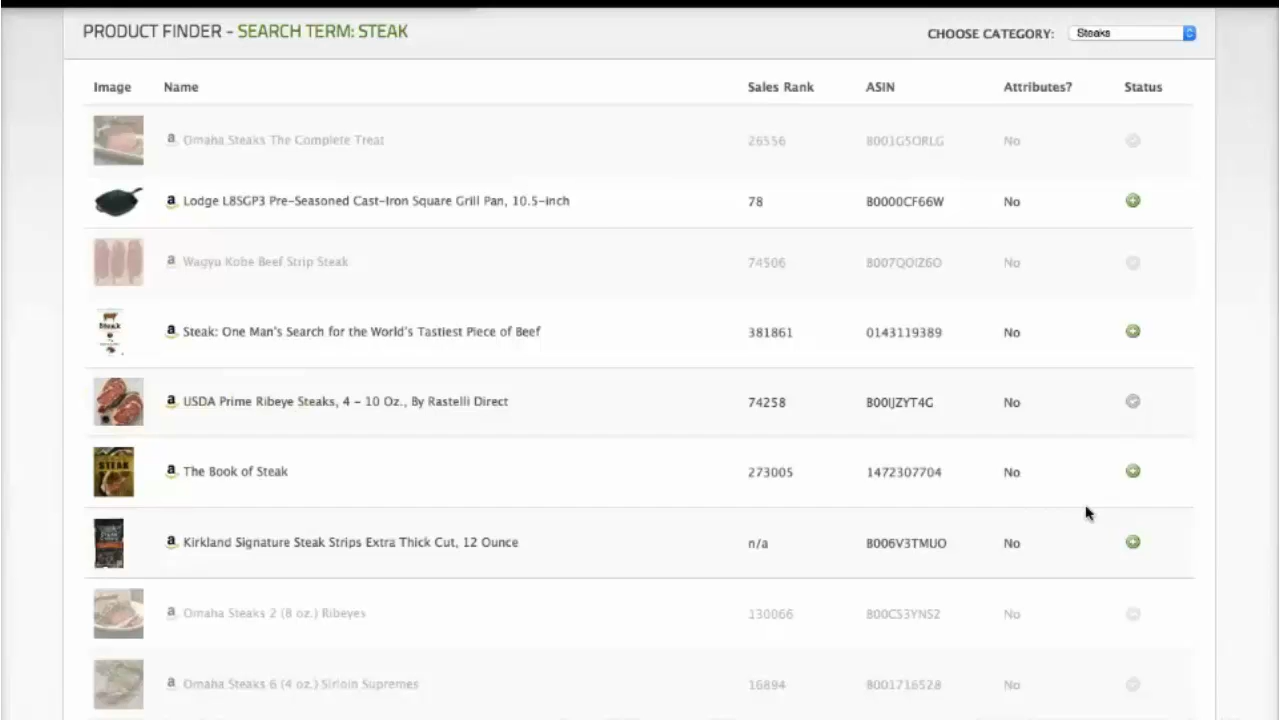 PRODUCT FINDER - SEARCH TERM: STEAK
CHOOSE CATEGORY: Steaks
Image Name Sales Rank ASIN Attributes? Status
a Omaha Steaks The Complete Treat 26556 B001G5ORLG No
a Lodge L8SGP3 Pre-Seasoned Cast-Iron Square Grill Pan, 10.5-inch 78 B0000CF66W No
a Wagyu Kobe Beef Strip Steak 74506 B007QOIZ6O No
Steak
a Steak: One Man's Search for the World's Tastiest Piece of Beef 381861 0143119389 No
a USDA Prime Ribeye Steaks, 4 - 10 Oz., By Rastelli Direct 74258 B00IJZYT4G No
STEAK
a The Book of Steak 273005 1472307704 No
a Kirkland Signature Steak Strips Extra Thick Cut, 12 Ounce n/a B006V3TMUO No
a Omaha Steaks 2 (8 oz.) Ribeyes 130066 B00C53YNS2 No
a Omaha Steaks 6 (4 oz.) Sirloin Supremes 16894 B001716528 No